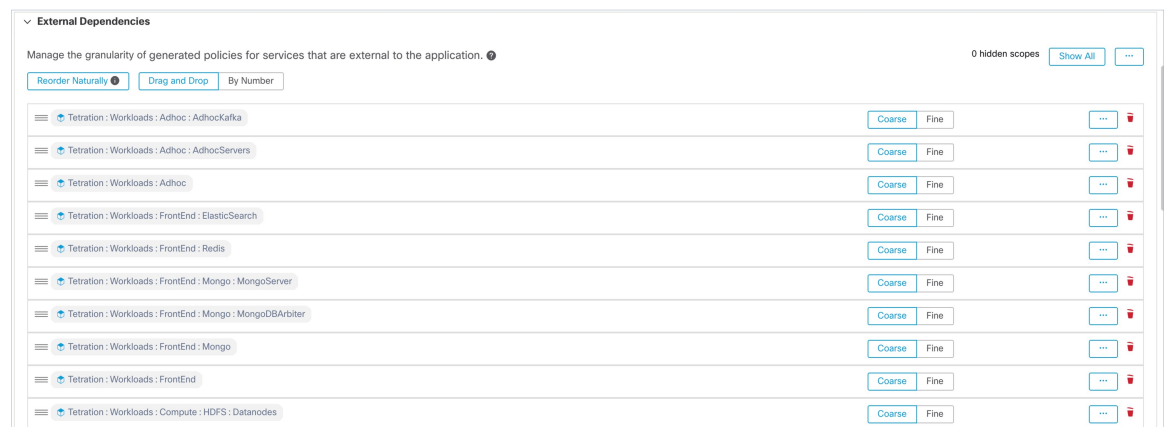 External Dependencies
Manage the granularity of generated policies for services that are external to the application. ?
0 hidden scopes Show All ...
Reorder Naturally i Drag and Drop By Number
Tetration : Workloads : Adhoc : AdhocKafka Coarse Fine ...
Tetration : Workloads : Adhoc : AdhocServers Coarse Fine ...
Tetration : Workloads : Adhoc Coarse Fine ...
Tetration : Workloads : FrontEnd : ElasticSearch Coarse Fine ...
Tetration : Workloads : FrontEnd : Redis Coarse Fine ...
Tetration : Workloads : FrontEnd : Mongo : MongoServer Coarse Fine ...
Tetration : Workloads : FrontEnd : Mongo : MongoDBArbiter Coarse Fine ...
Tetration : Workloads : FrontEnd : Mongo Coarse Fine ...
Tetration : Workloads : FrontEnd Coarse Fine ...
Tetration : Workloads : Compute : HDFS : Datanodes Coarse Fine ...